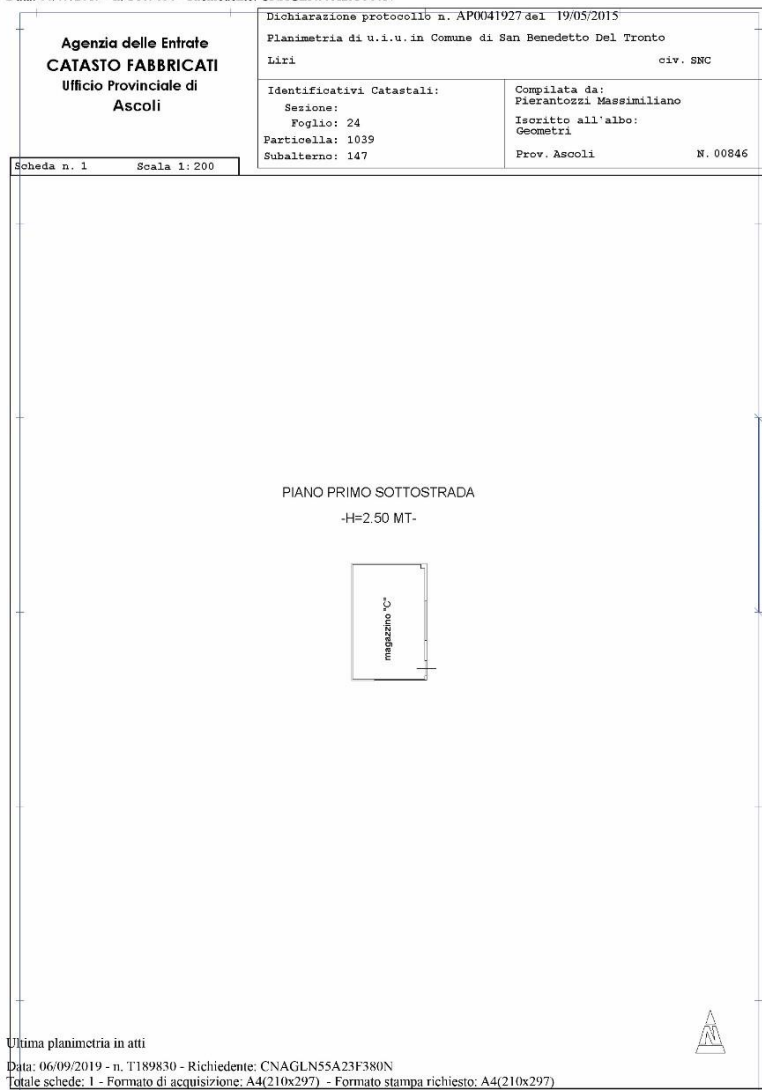 Dichiarazione protocollo n. AP0041927 del 19/05/2015
Agenzia delle Entrate
CATASTO FABBRICATI
Ufficio Provinciale di
Ascoli
Planimetria di u.i.u. in Comune di San Benedetto Del Tronto
Liri civ. SNC
Identificativi Catastali:
Sezione:
Foglio: 24
Particella: 1039
Subalterno: 147
Compilata da:
Pierantozzi Massimiliano
Iscritto all'albo:
Geometri
Prov. Ascoli N. 00846
Scheda n. 1 Scala 1:200
PIANO PRIMO SOTTOSTRADA
-H=2.50 MT-
magazzino "C"
N
Ultima planimetria in atti
Data: 06/09/2019 - n. T189830 - Richiedente: CNAGLN55A23F380N
Totale schede: 1 - Formato di acquisizione: A4(210x297) - Formato stampa richiesto: A4(210x297)